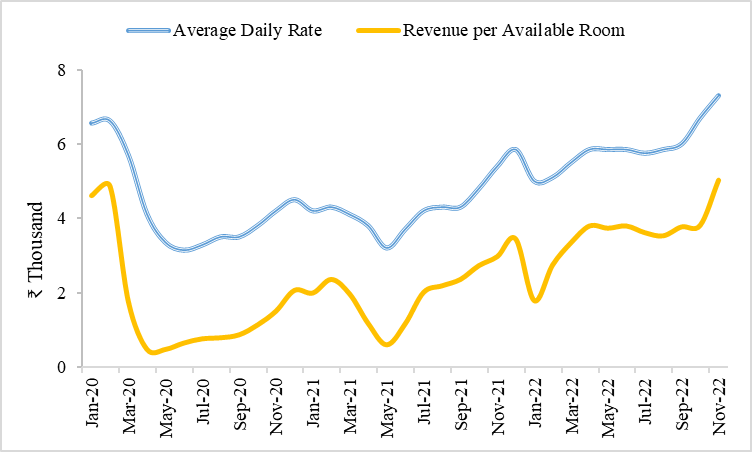 Average Daily Rate
Revenue per Available Room
₹ Thousand
8
6
4
2
0
Jan-20
Mar-20
May-20
Jul-20
Sep-20
Nov-20
Jan-21
Mar-21
May-21
Jul-21
Sep-21
Nov-21
Jan-22
Mar-22
May-22
Jul-22
Sep-22
Nov-22